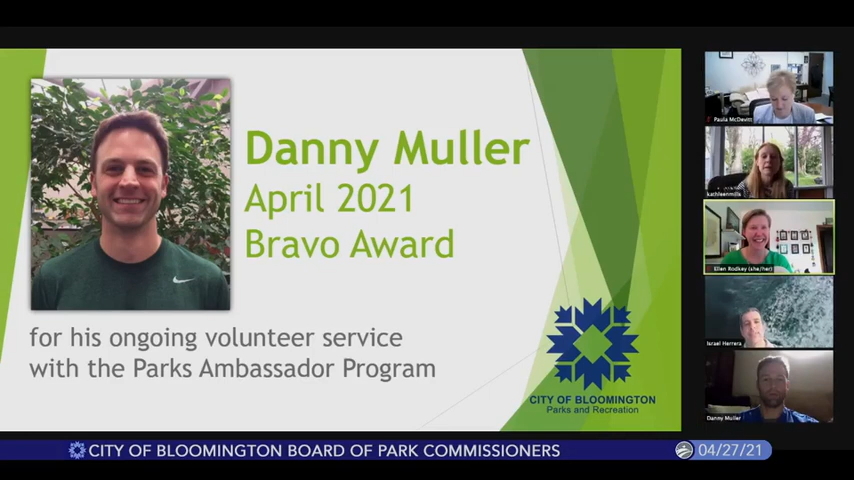 Danny Muller
April 2021
Bravo Award
for his ongoing volunteer service
with the Parks Ambassador Program
CITY OF BLOOMINGTON
Parks and Recreation
Paula McDevitt
kathleenmills
Ellen Rodkey (she/her)
Israel Herrera
Danny Muller
CITY OF BLOOMINGTON BOARD OF PARK COMMISSIONERS
04/27/21